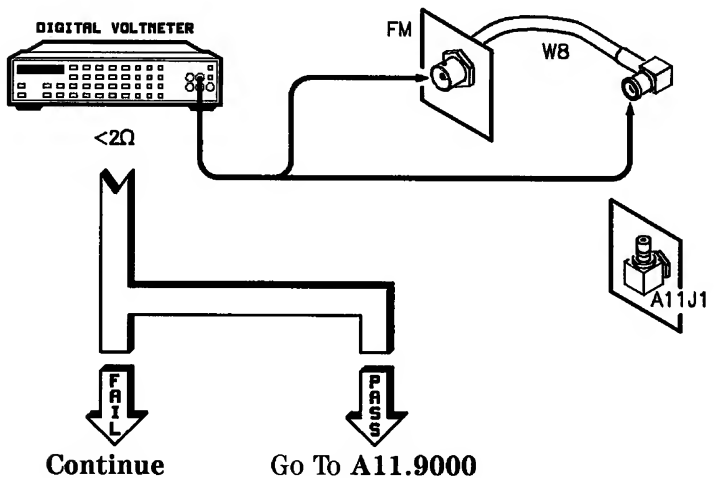 DIGITAL VOLTMETER
FM
W8
<2Ω
A11J1
FAIL
PASS
Continue
Go To A11.9000